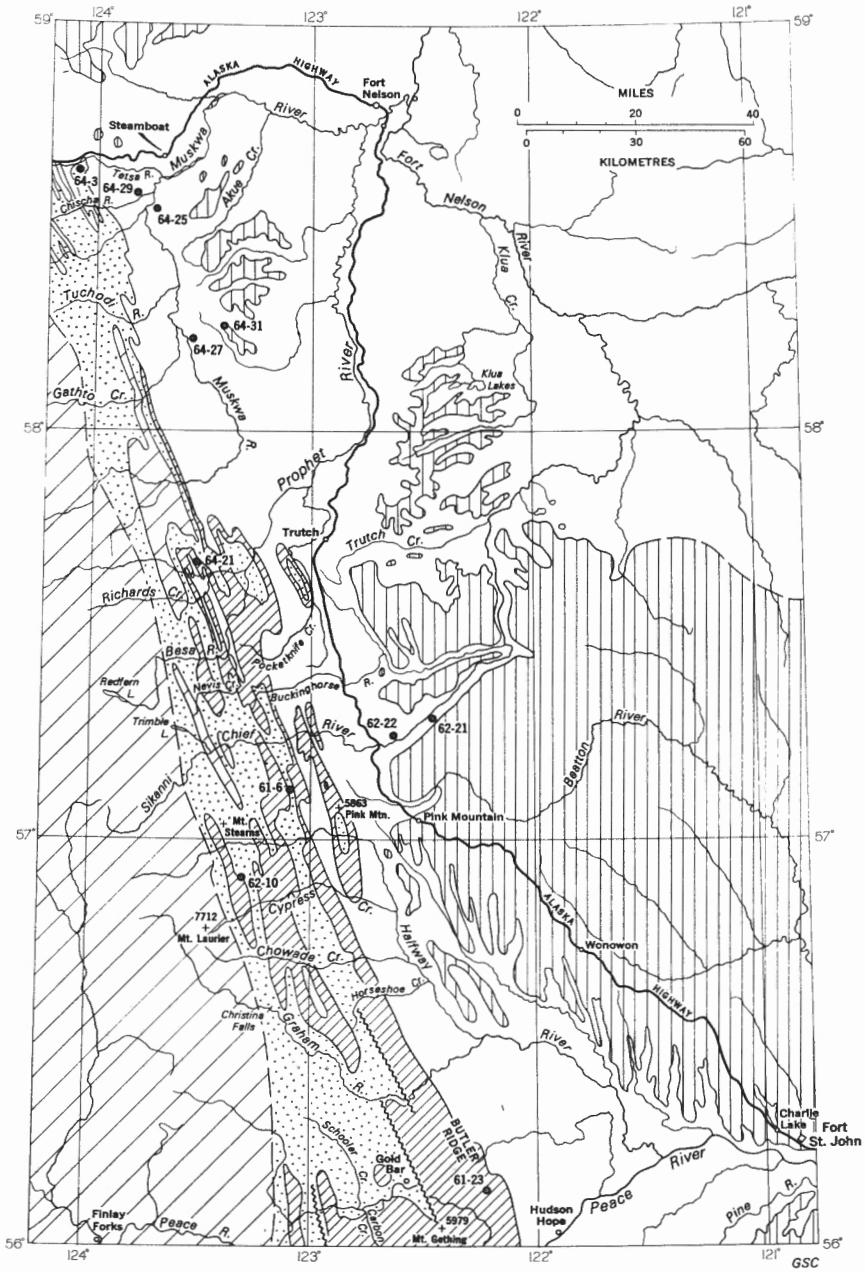 59°
124°
123°
122°
121°
59°
ALASKA HIGHWAY
Fort Nelson
River
MILES
0 20 40
0 30 60
KILOMETRES
Steamboat
Muskwa
Tetsa R.
Akue Cr.
64-3
64-29
Chischa R.
64-25
Fort Nelson River
Klua Cr.
Tuchodi R.
64-31
64-27
River
Klua Lakes
Gathto Cr.
Muskwa R.
58°
58°
Prophet
Trutch
Trutch Cr.
64-21
Richards Cr.
Besa R.
Pocketknife Cr.
Redfern L.
Nevis Cr.
Buckinghorse R.
Trimble L.
Sikanni Chief River
62-22
62-21
River
Beatton
61-6
5863
Pink Mtn.
Pink Mountain
Mt. Stearns
57°
57°
62-10
Cypress Cr.
7712
Mt. Laurier
ALASKA HIGHWAY
Halfway River
Wonowon
Chowade Cr.
Horseshoe Cr.
Christina Falls
Graham R.
BUTLER RIDGE
Charlie Lake
Fort St. John
Schooler Cr.
Gold Bar
61-23
Peace River
Carbon Cr.
Hudson Hope
Pine R.
Finlay Forks
Peace R.
5979
Mt. Gething
56°
56°
124°
123°
122°
121°
GSC